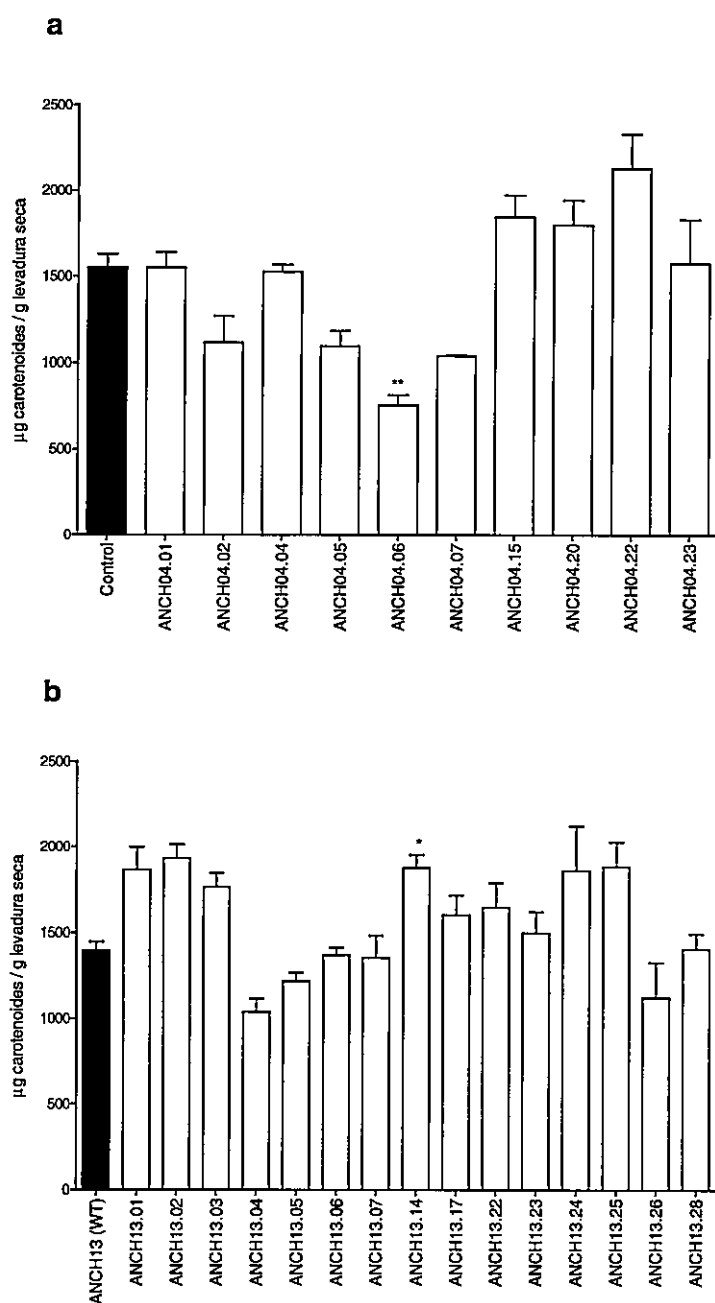 a
µg carotenoides / g levadura seca
2500
2000
1500
1000
500
0
**
Control
ANCH04.01
ANCH04.02
ANCH04.04
ANCH04.05
ANCH04.06
ANCH04.07
ANCH04.15
ANCH04.20
ANCH04.22
ANCH04.23
b
µg carotenoides / g levadura seca
2500
2000
1500
1000
500
0
*
ANCH13 (WT)
ANCH13.01
ANCH13.02
ANCH13.03
ANCH13.04
ANCH13.05
ANCH13.06
ANCH13.07
ANCH13.14
ANCH13.17
ANCH13.22
ANCH13.23
ANCH13.24
ANCH13.25
ANCH13.26
ANCH13.28